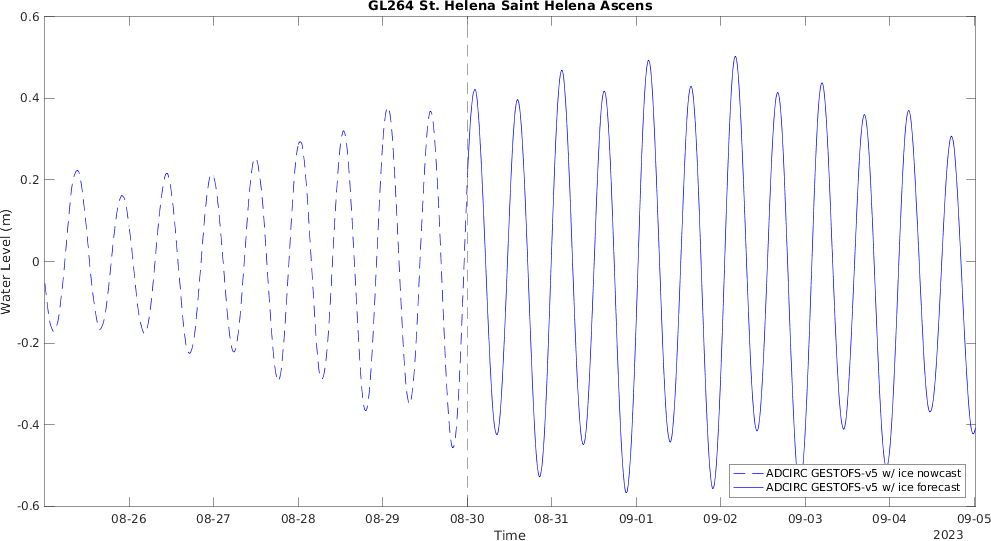 GL264 St. Helena Saint Helena Ascens
0.6
0.4
0.2
0
-0.2
-0.4
-0.6
Water Level (m)
08-26 08-27 08-28 08-29 08-30 08-31 09-01 09-02 09-03 09-04 09-05
Time
2023
ADCIRC GESTOFS-v5 w/ ice nowcast
ADCIRC GESTOFS-v5 w/ ice forecast